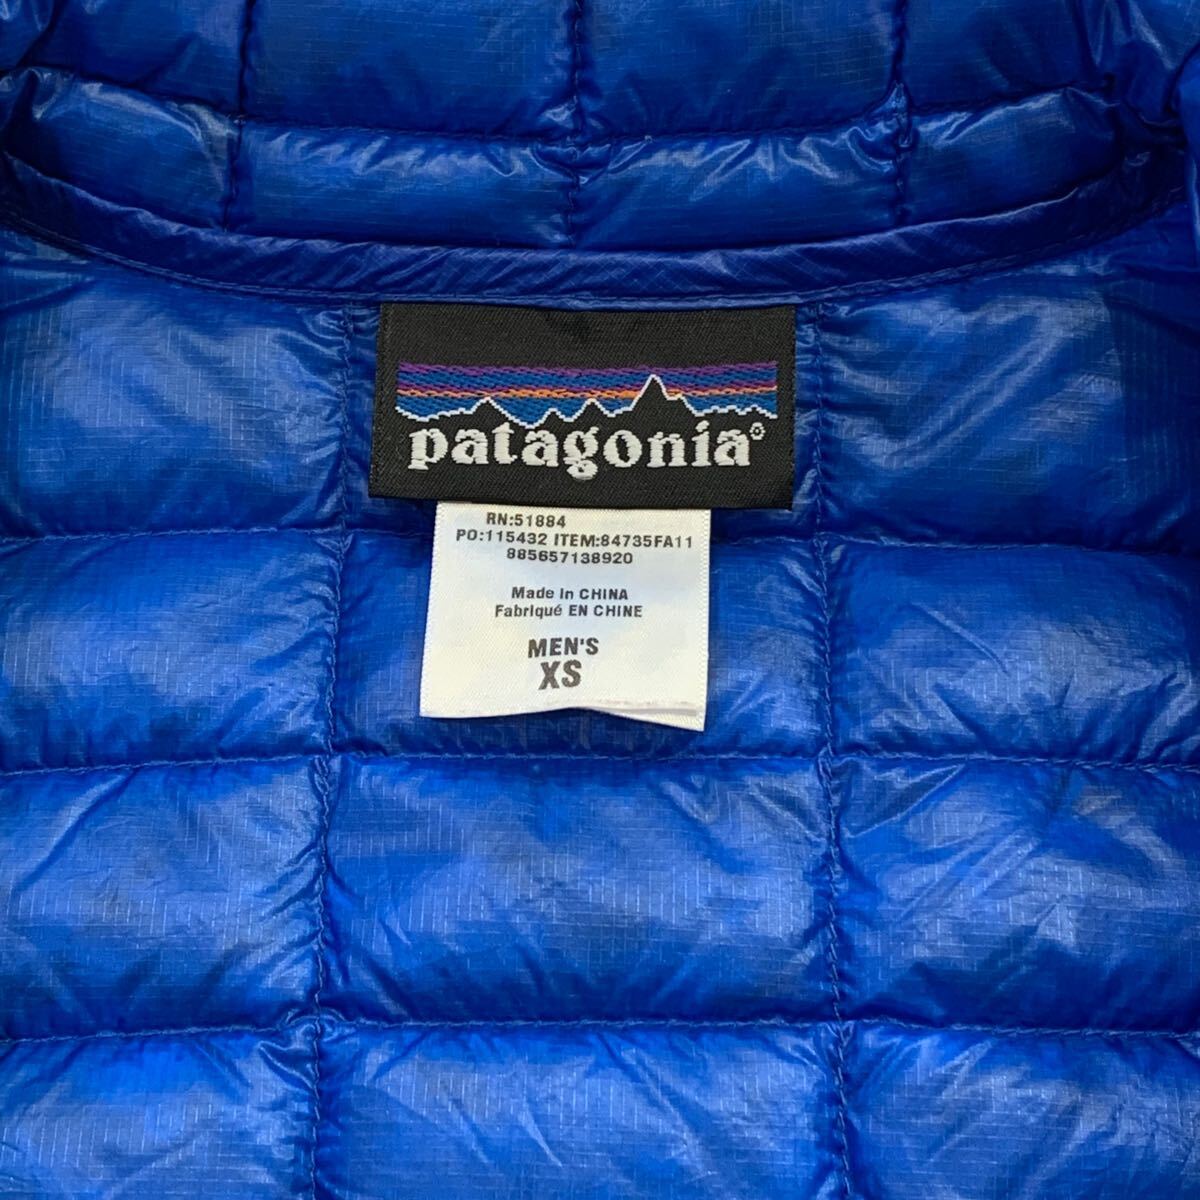 patagonia®
RN:51884
PO:115432 ITEM:84735FA11
885657138920
Made in CHINA
Fabriqué EN CHINE
MEN'S
XS